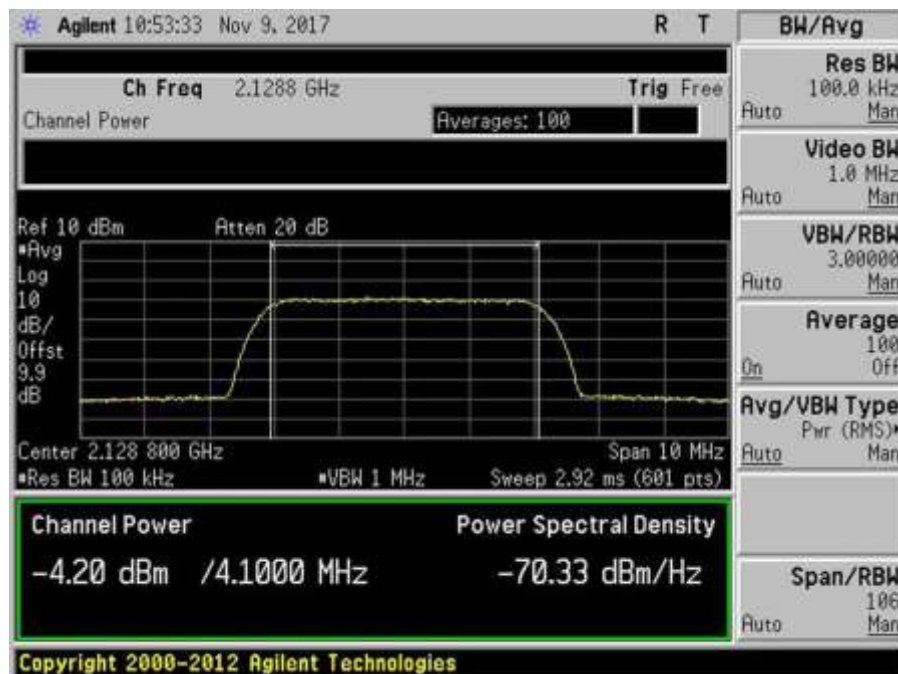 Agilent 10:53:33 Nov 9, 2017 R T
BW/Avg
Ch Freq 2.1288 GHz Trig Free
Channel Power Averages: 100
Ref 10 dBm Atten 20 dB
*Avg
Log
10
dB/
Offst
9.9
dB
Center 2.128 800 GHz Span 10 MHz
*Res BW 100 kHz *VBW 1 MHz Sweep 2.92 ms (601 pts)
Channel Power Power Spectral Density
-4.20 dBm /4.1000 MHz -70.33 dBm/Hz
Res BW
100.0 kHz
Auto Man
Video BW
1.0 MHz
Auto Man
VBW/RBW
3.00000
Auto Man
Average
100
On Off
Avg/VBW Type
Pwr (RMS)
Auto Man
Span/RBW
106
Auto Man
Copyright 2000-2012 Agilent Technologies